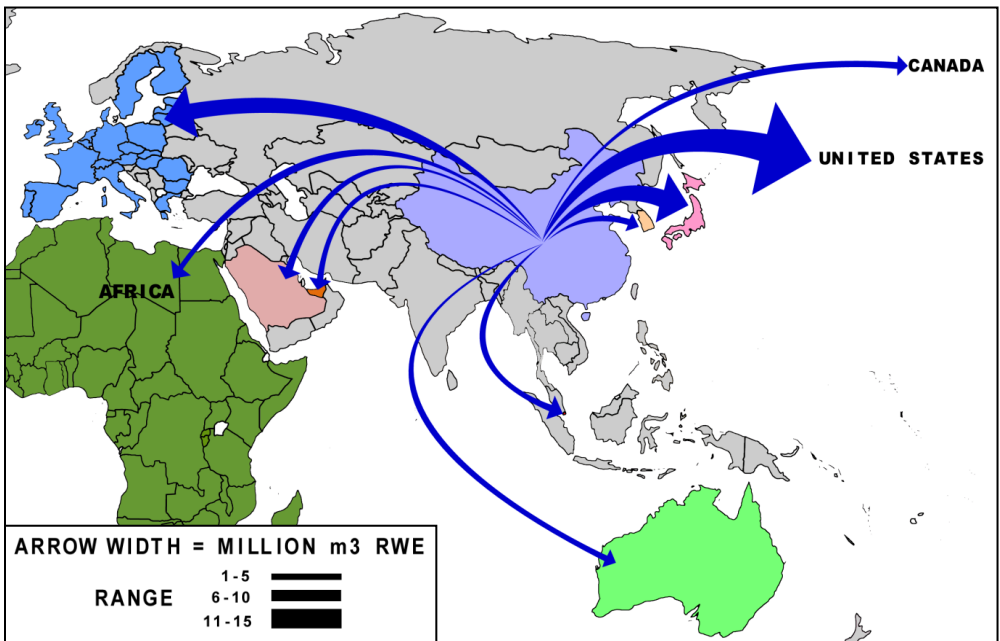 CANADA
UNITED STATES
AFRICA
ARROW WIDTH = MILLION m3 RWE
RANGE
1-5
6-10
11-15